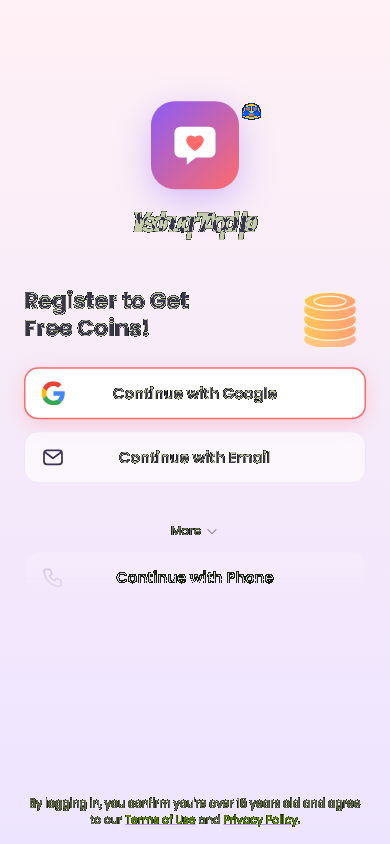 Register to Get
Free Coins!
Continue with Google
Continue with Email
More
Continue with Phone
By logging in, you confirm you're over 18 years old and agree
to our Terms of Use and Privacy Policy.